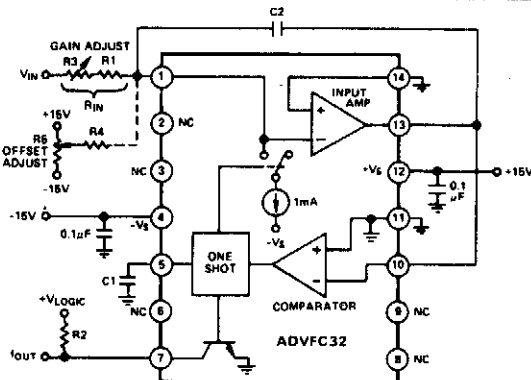 C2
GAIN ADJUST
R3 R1
VIN
RIN
1
14
INPUT
AMP
+
−
13
+15V
2 NC
R5
R4
OFFSET
ADJUST
-15V
NC 3
+VS 12 +15V
0.1
µF
1mA
-VS
-15V
4 -VS
0.1µF
11
5
C1
ONE
SHOT
+
−
10
COMPARATOR
+VLOGIC
NC 6
9 NC
R2
ADVFC32
fOUT
7
8 NC